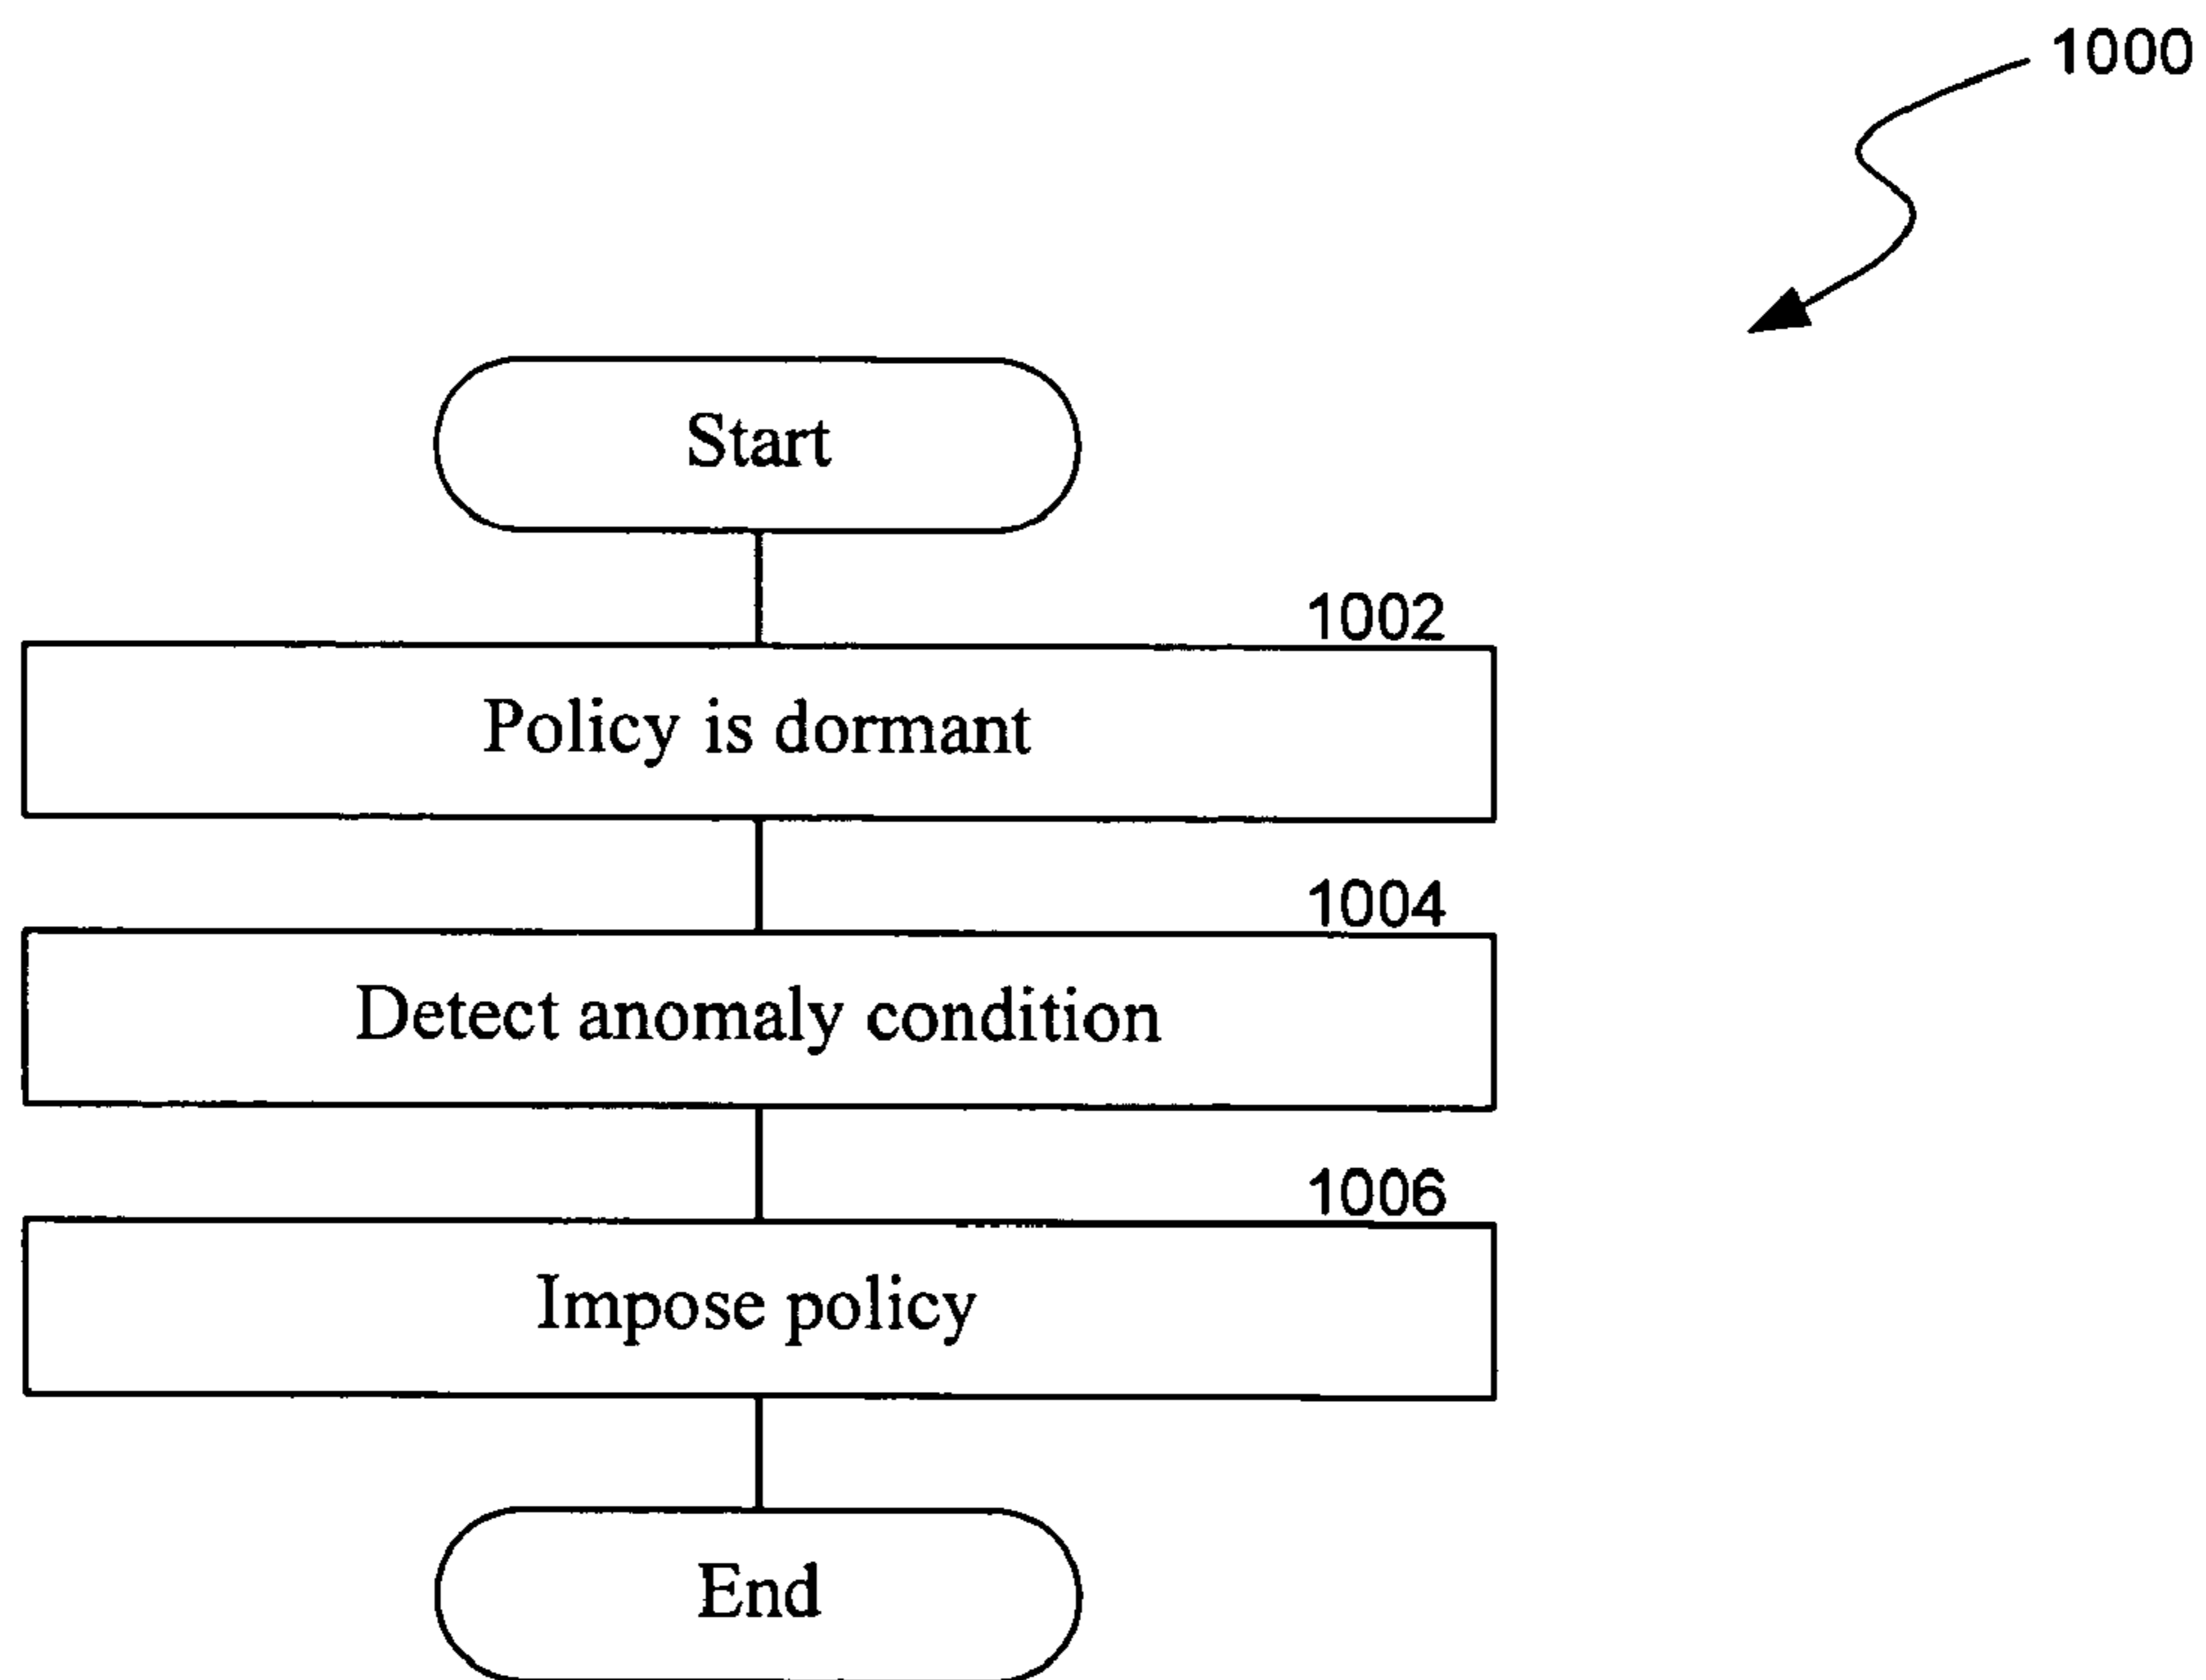 1000
Start
1002
Policy is dormant
1004
Detect anomaly condition
1006
Impose policy
End